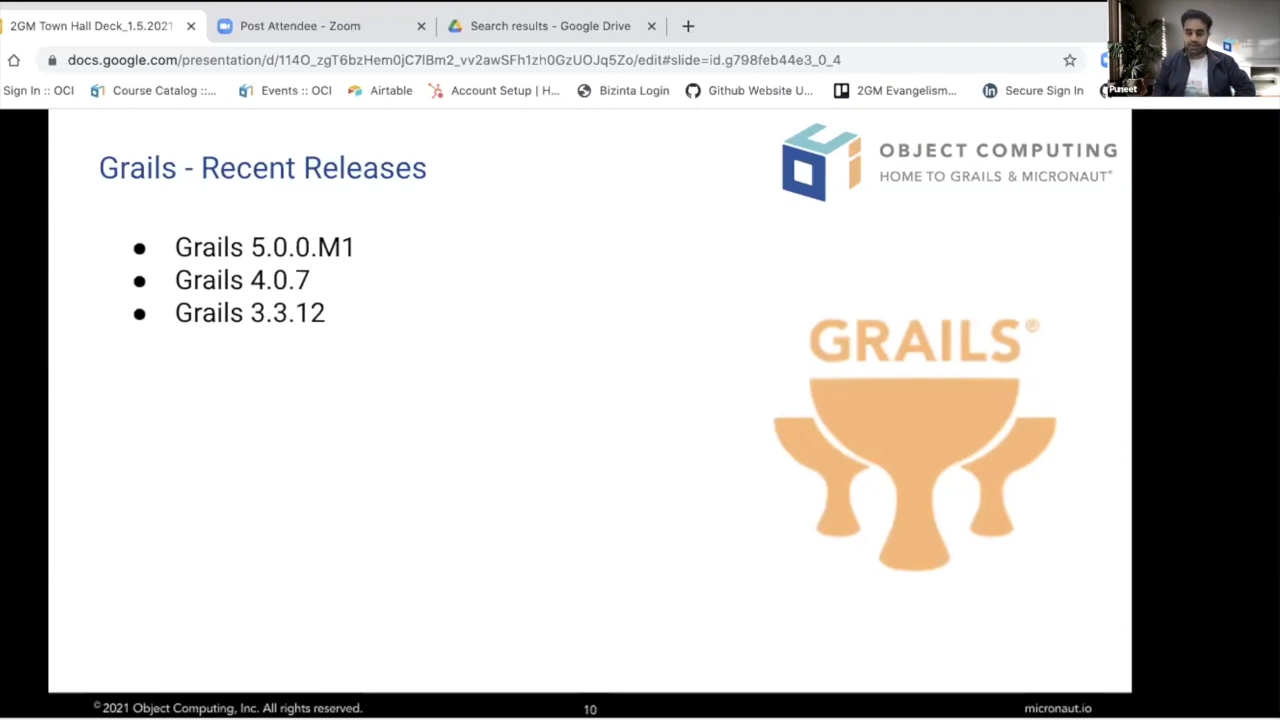 2GM Town Hall Deck_1.5.2021
Post Attendee - Zoom
Search results - Google Drive
docs.google.com/presentation/d/114O_zgT6bzHem0jC7lBm2_vv2awSFh1zh0GzUOJq5Zo/edit#slide=id.g798feb44e3_0_4
Sign In :: OCI
Course Catalog ::...
Events :: OCI
Airtable
Account Setup | H...
Bizinta Login
Github Website U...
2GM Evangelism...
Secure Sign In
Puneet
Grails - Recent Releases
OBJECT COMPUTING
HOME TO GRAILS & MICRONAUT®
● Grails 5.0.0.M1
● Grails 4.0.7
● Grails 3.3.12
GRAILS®
© 2021 Object Computing, Inc. All rights reserved.
10
micronaut.io